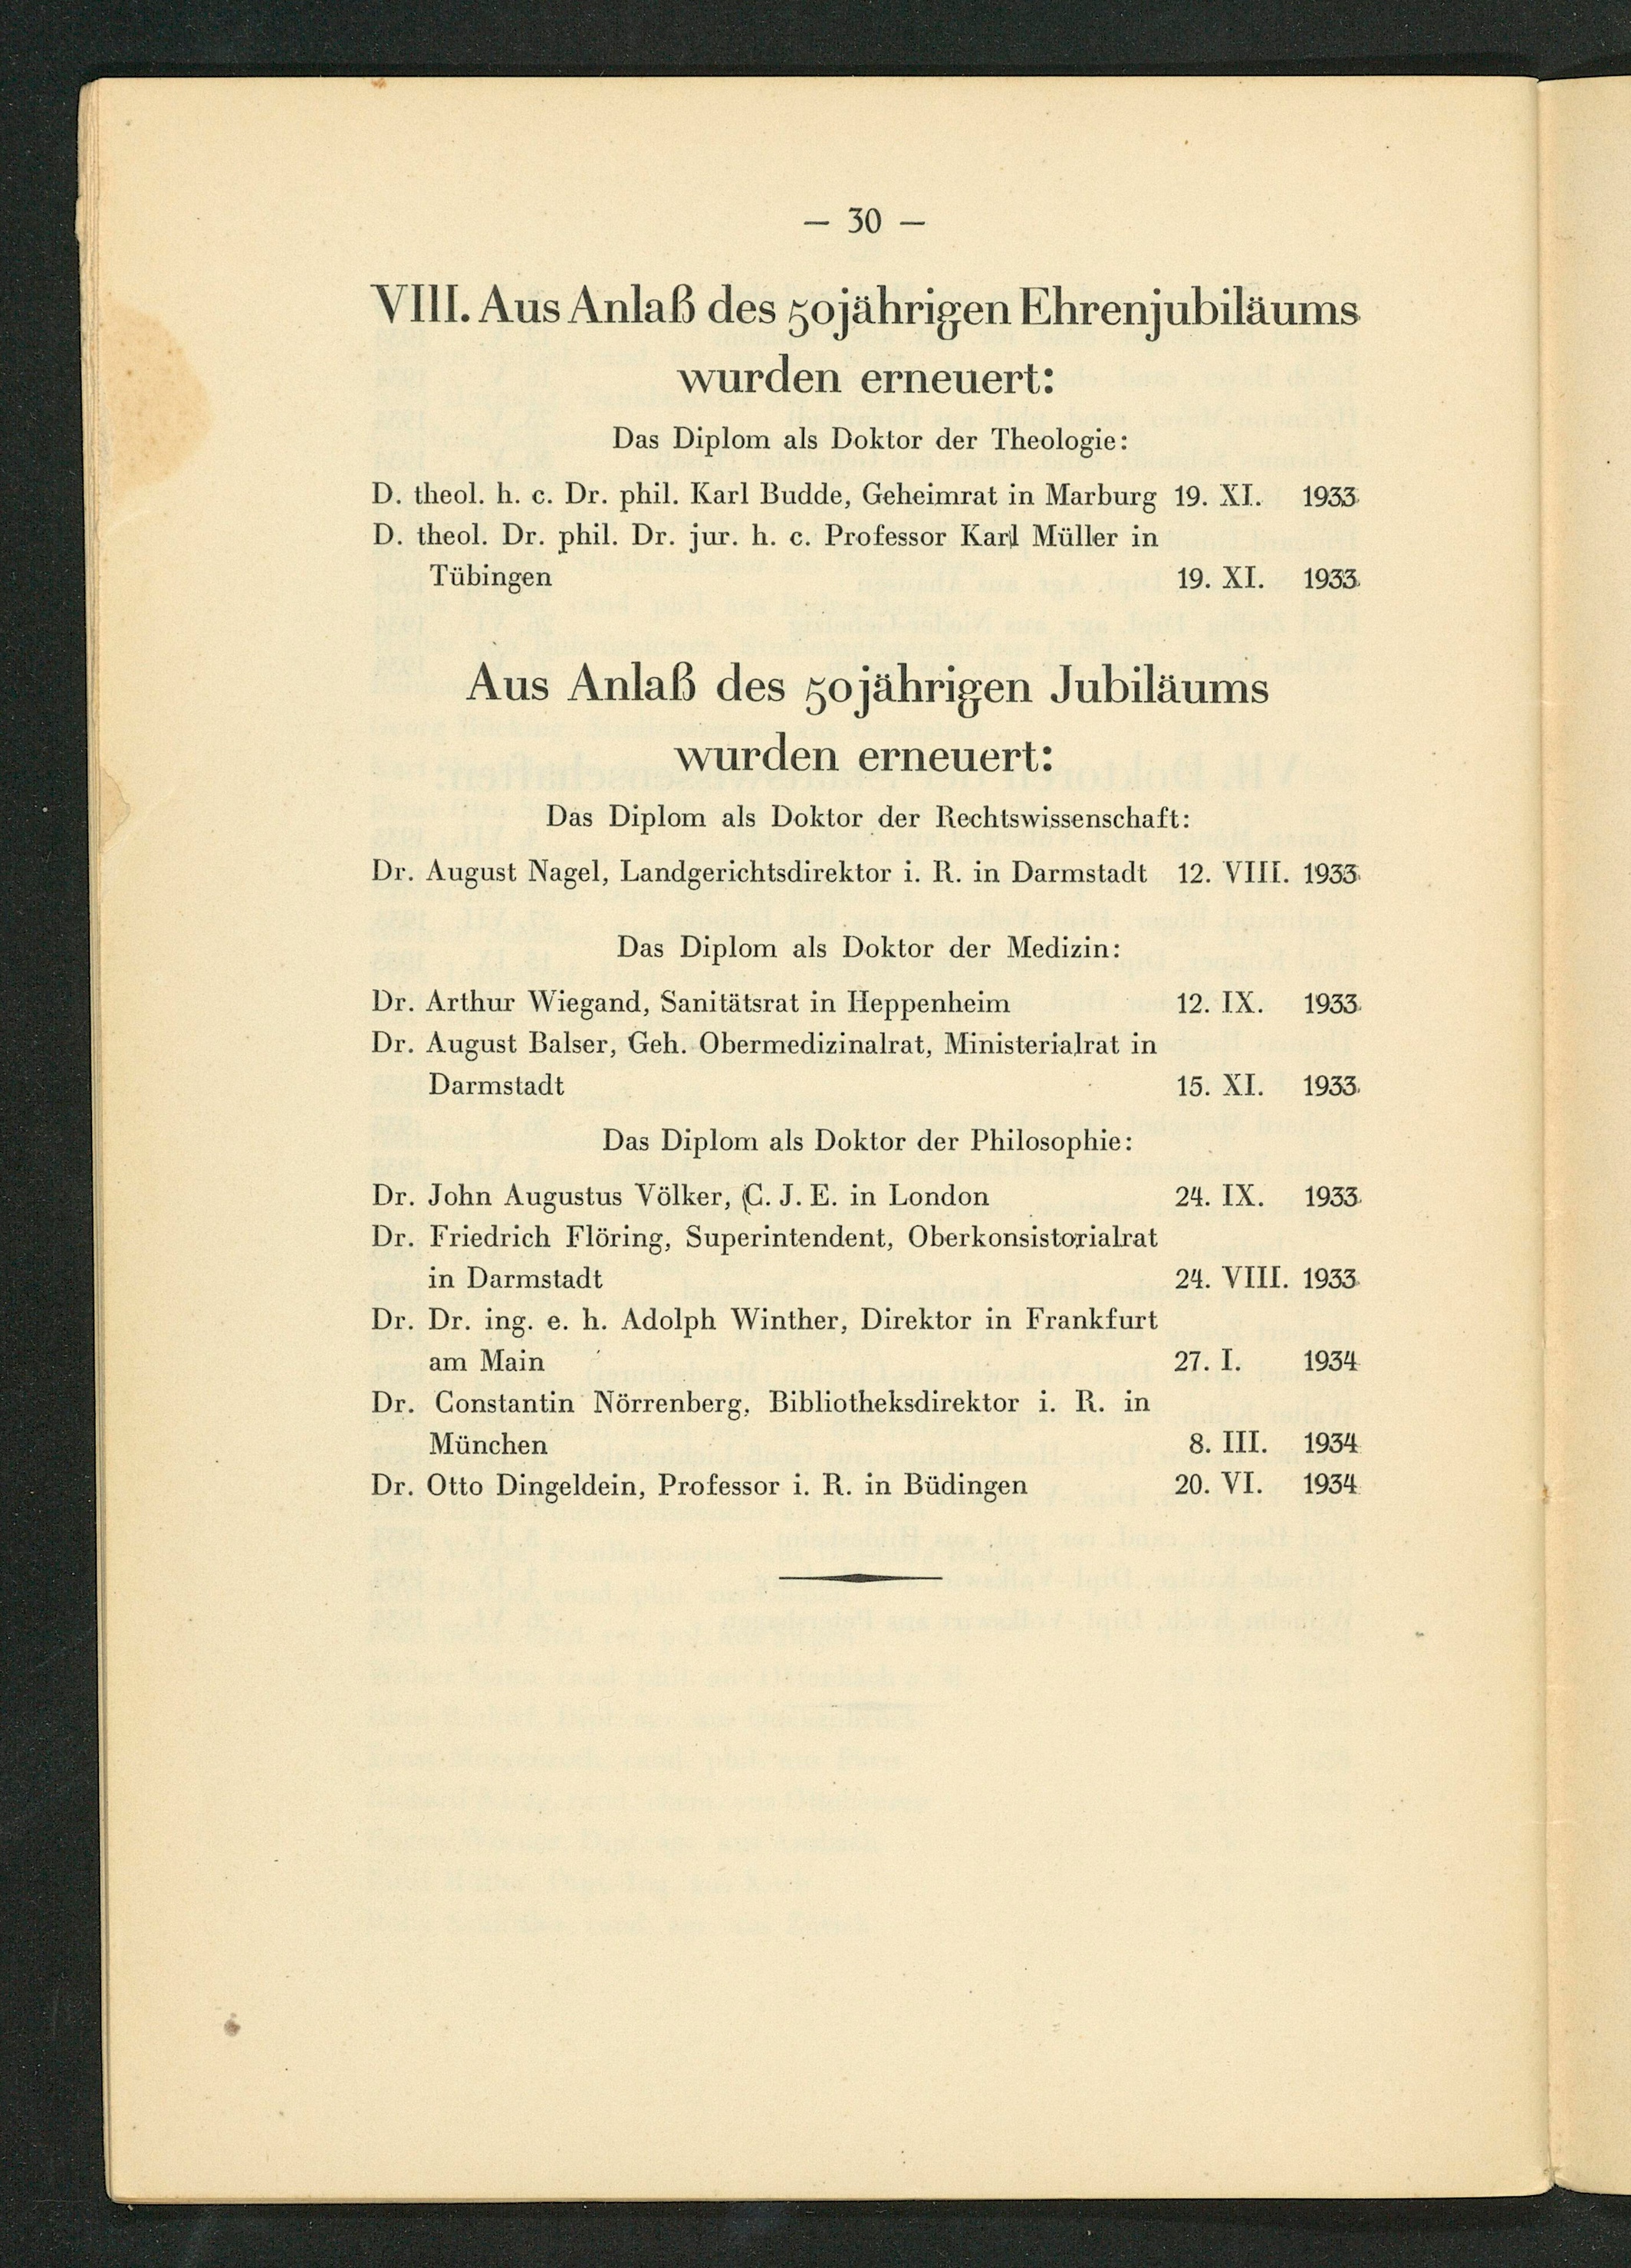 — 30 —
VIII. Aus Anlaß des 50jährigen Ehrenjubiläums
wurden erneuert:
Das Diplom als Doktor der Theologie:
D. theol. h. c. Dr. phil. Karl Budde, Geheimrat in Marburg 19. XI. 1933
D. theol. Dr. phil. Dr. jur. h. c. Professor Karl Müller in
Tübingen 19. XI. 1933
Aus Anlaß des 50jährigen Jubiläums
wurden erneuert:
Das Diplom als Doktor der Rechtswissenschaft:
Dr. August Nagel, Landgerichtsdirektor i. R. in Darmstadt 12. VIII. 1933
Das Diplom als Doktor der Medizin:
Dr. Arthur Wiegand, Sanitätsrat in Heppenheim 12. IX. 1933
Dr. August Balser, Geh. Obermedizinalrat, Ministerialrat in
Darmstadt 15. XI. 1933
Das Diplom als Doktor der Philosophie:
Dr. John Augustus Völker, C. J. E. in London 24. IX. 1933
Dr. Friedrich Flöring, Superintendent, Oberkonsistorialrat
in Darmstadt 24. VIII. 1933
Dr. Dr. ing. e. h. Adolph Winther, Direktor in Frankfurt
am Main 27. I. 1934
Dr. Constantin Nörrenberg, Bibliotheksdirektor i. R. in
München 8. III. 1934
Dr. Otto Dingeldein, Professor i. R. in Büdingen 20. VI. 1934